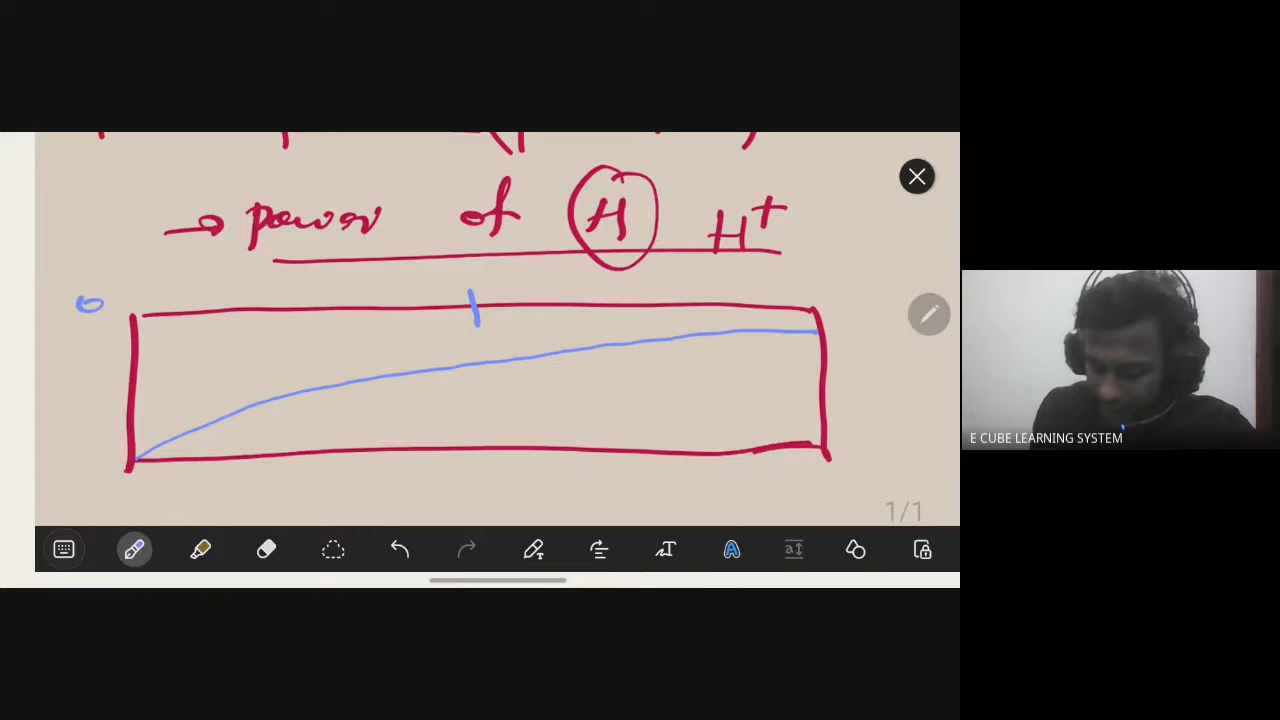 → power of H H+
0
1/1
E CUBE LEARNING SYSTEM